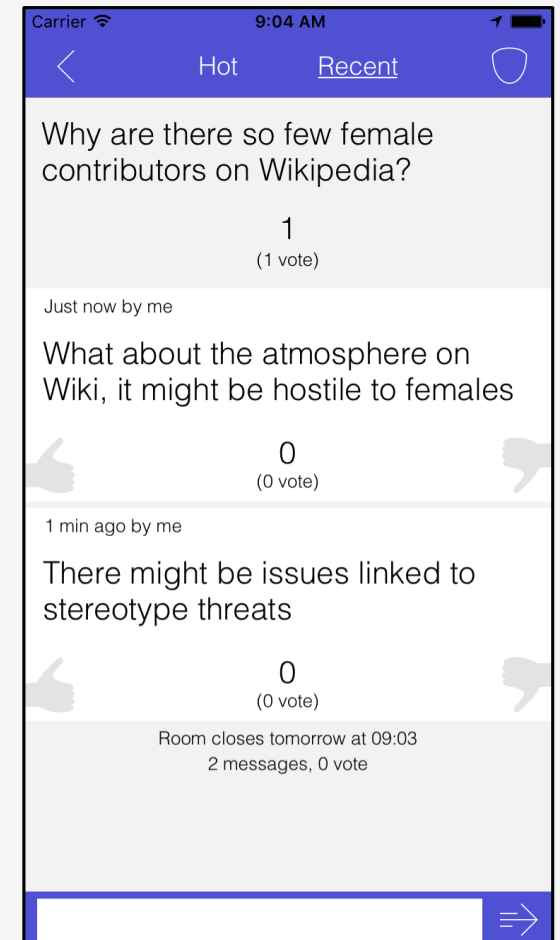 Carrier 9:04 AM
Hot Recent
Why are there so few female
contributors on Wikipedia?
1
(1 vote)
Just now by me
What about the atmosphere on
Wiki, it might be hostile to females
0
(0 vote)
1 min ago by me
There might be issues linked to
stereotype threats
0
(0 vote)
Room closes tomorrow at 09:03
2 messages, 0 vote